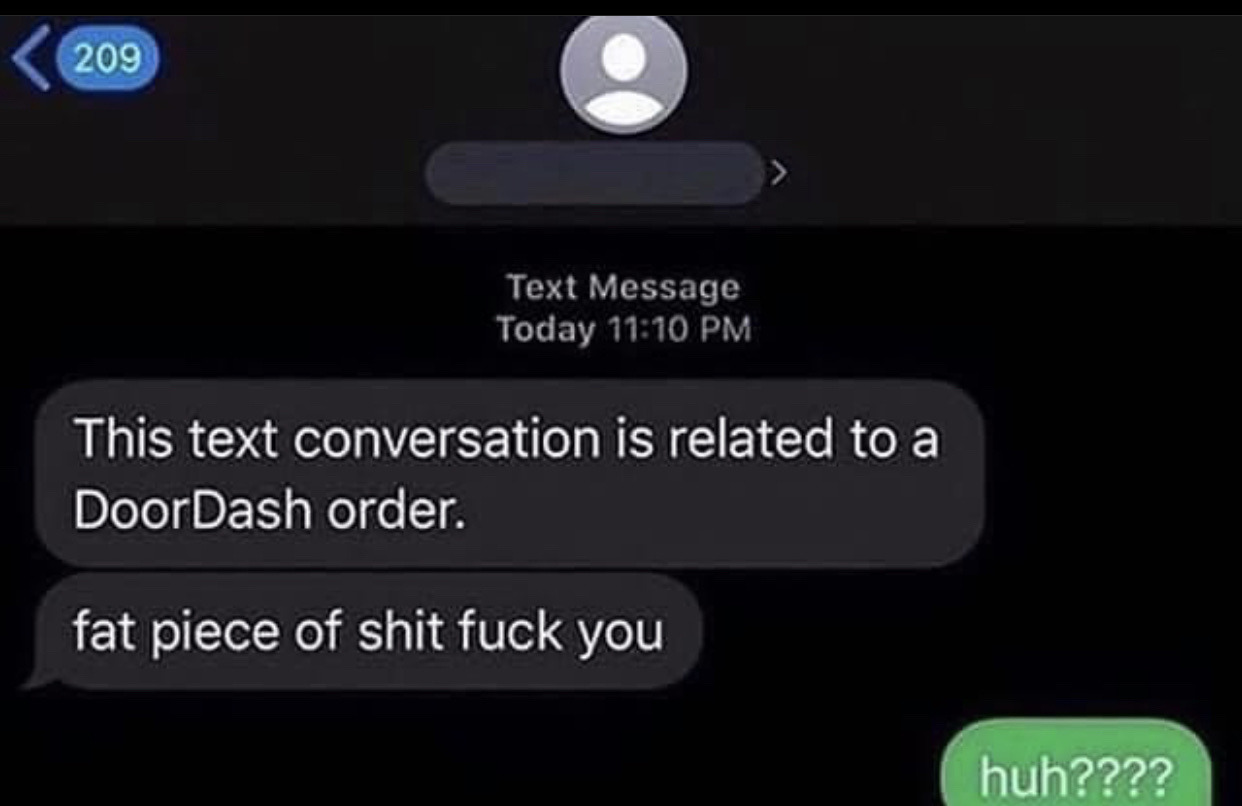 209
Text Message
Today 11:10 PM
This text conversation is related to a
DoorDash order.
fat piece of shit fuck you
huh????